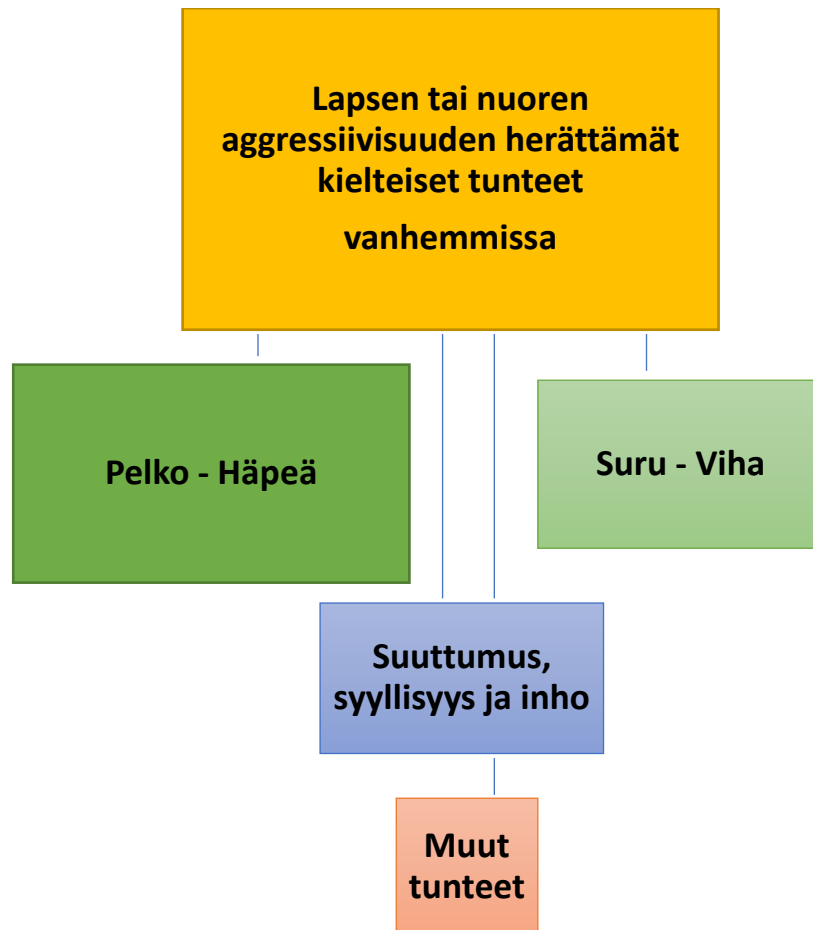 Lapsen tai nuoren
aggressiivisuuden herättämät
kielteiset tunteet
vanhemmissa
Pelko - Häpeä
Suru - Viha
Suuttumus,
syyllisyys ja inho
Muut
tunteet